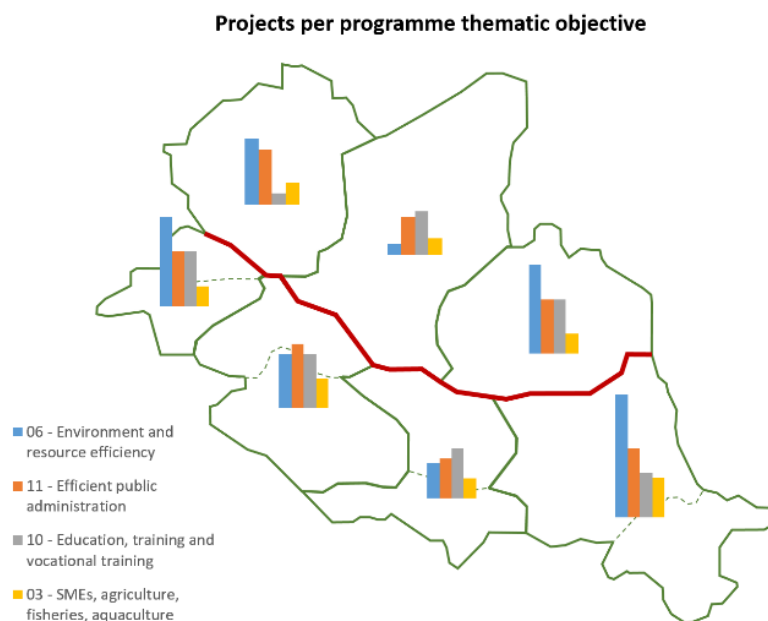 Projects per programme thematic objective
06 - Environment and
resource efficiency
11 - Efficient public
administration
10 - Education, training and
vocational training
03 - SMEs, agriculture,
fisheries, aquaculture